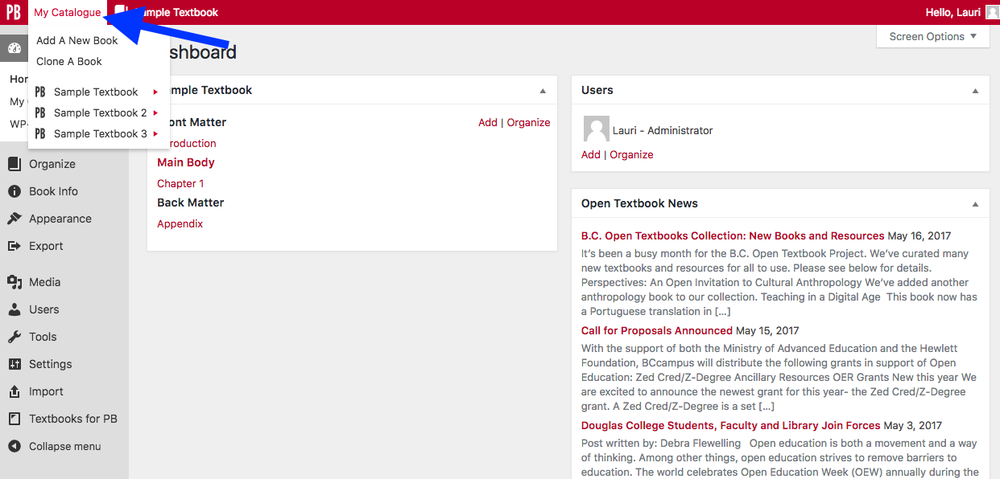 PB My Catalogue Sample Textbook Hello, Lauri
Add A New Book
Clone A Book
PB Sample Textbook
PB Sample Textbook 2
PB Sample Textbook 3
Screen Options
shboard
Hor
My
WP-
Organize
Book Info
Appearance
Export
Media
Users
Tools
Settings
Import
Textbooks for PB
Collapse menu
mple Textbook
ont Matter
Add | Organize
roduction
Main Body
Chapter 1
Back Matter
Appendix
Users
Lauri - Administrator
Add | Organize
Open Textbook News
B.C. Open Textbooks Collection: New Books and Resources May 16, 2017
It's been a busy month for the B.C. Open Textbook Project. We've curated many
new textbooks and resources for all to use. Please see below for details.
Perspectives: An Open Invitation to Cultural Anthropology We've added another
anthropology book to our collection. Teaching in a Digital Age  This book now has
a Portuguese translation in […]
Call for Proposals Announced May 15, 2017
With the support of both the Ministry of Advanced Education and the Hewlett
Foundation, BCcampus will distribute the following grants in support of Open
Education: Zed Cred/Z-Degree Ancillary Resources OER Grants New this year We
are excited to announce the newest grant for this year- the Zed Cred/Z-Degree
grant. A Zed Cred/Z-Degree is a set […]
Douglas College Students, Faculty and Library Join Forces May 3, 2017
Post written by: Debra Flewelling   Open education is both a movement and a way
of thinking. Among other things, open education strives to remove barriers to
education. The world celebrates Open Education Week (OEW) annually during the